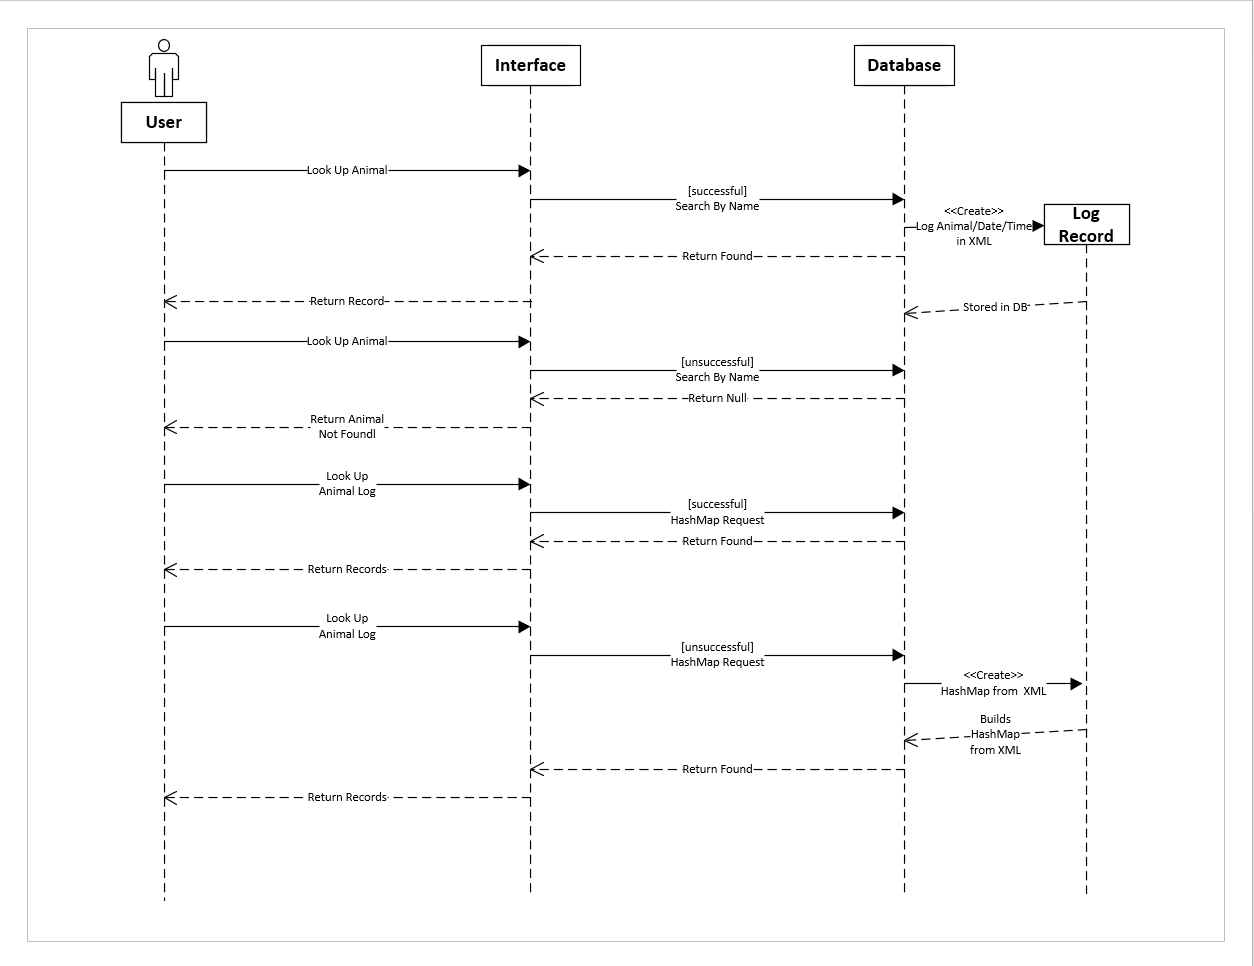 Interface
Database
User
Look Up Animal
[successful]
Search By Name
<<Create>>
Log Animal/Date/Time
in XML
Log
Record
Return Found
Return Record
Stored in DB
Look Up Animal
[unsuccessful]
Search By Name
Return Null
Return Animal
Not Foundl
Look Up
Animal Log
[successful]
HashMap Request
Return Found
Return Records
Look Up
Animal Log
[unsuccessful]
HashMap Request
<<Create>>
HashMap from  XML
Builds
HashMap
from XML
Return Found
Return Records